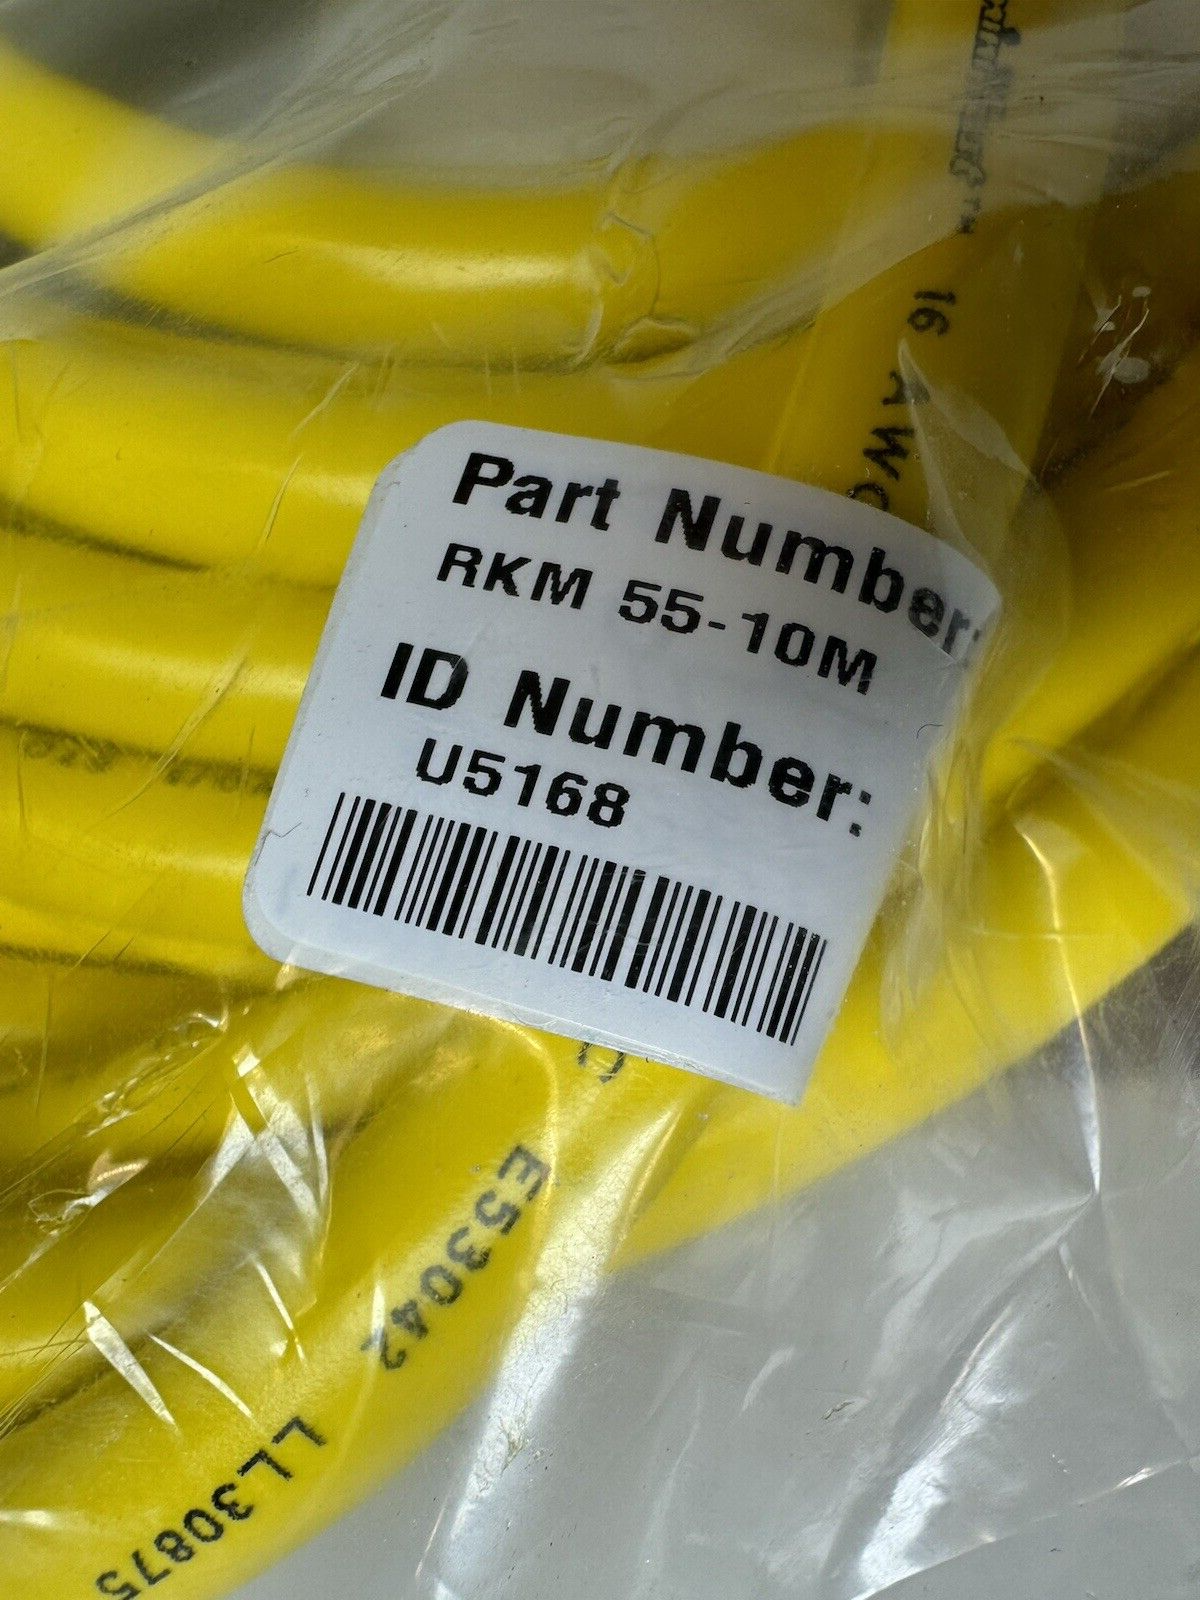 16 AWG
Part Number:
RKM 55-10M
ID Number:
U5168
E53042
LL30875